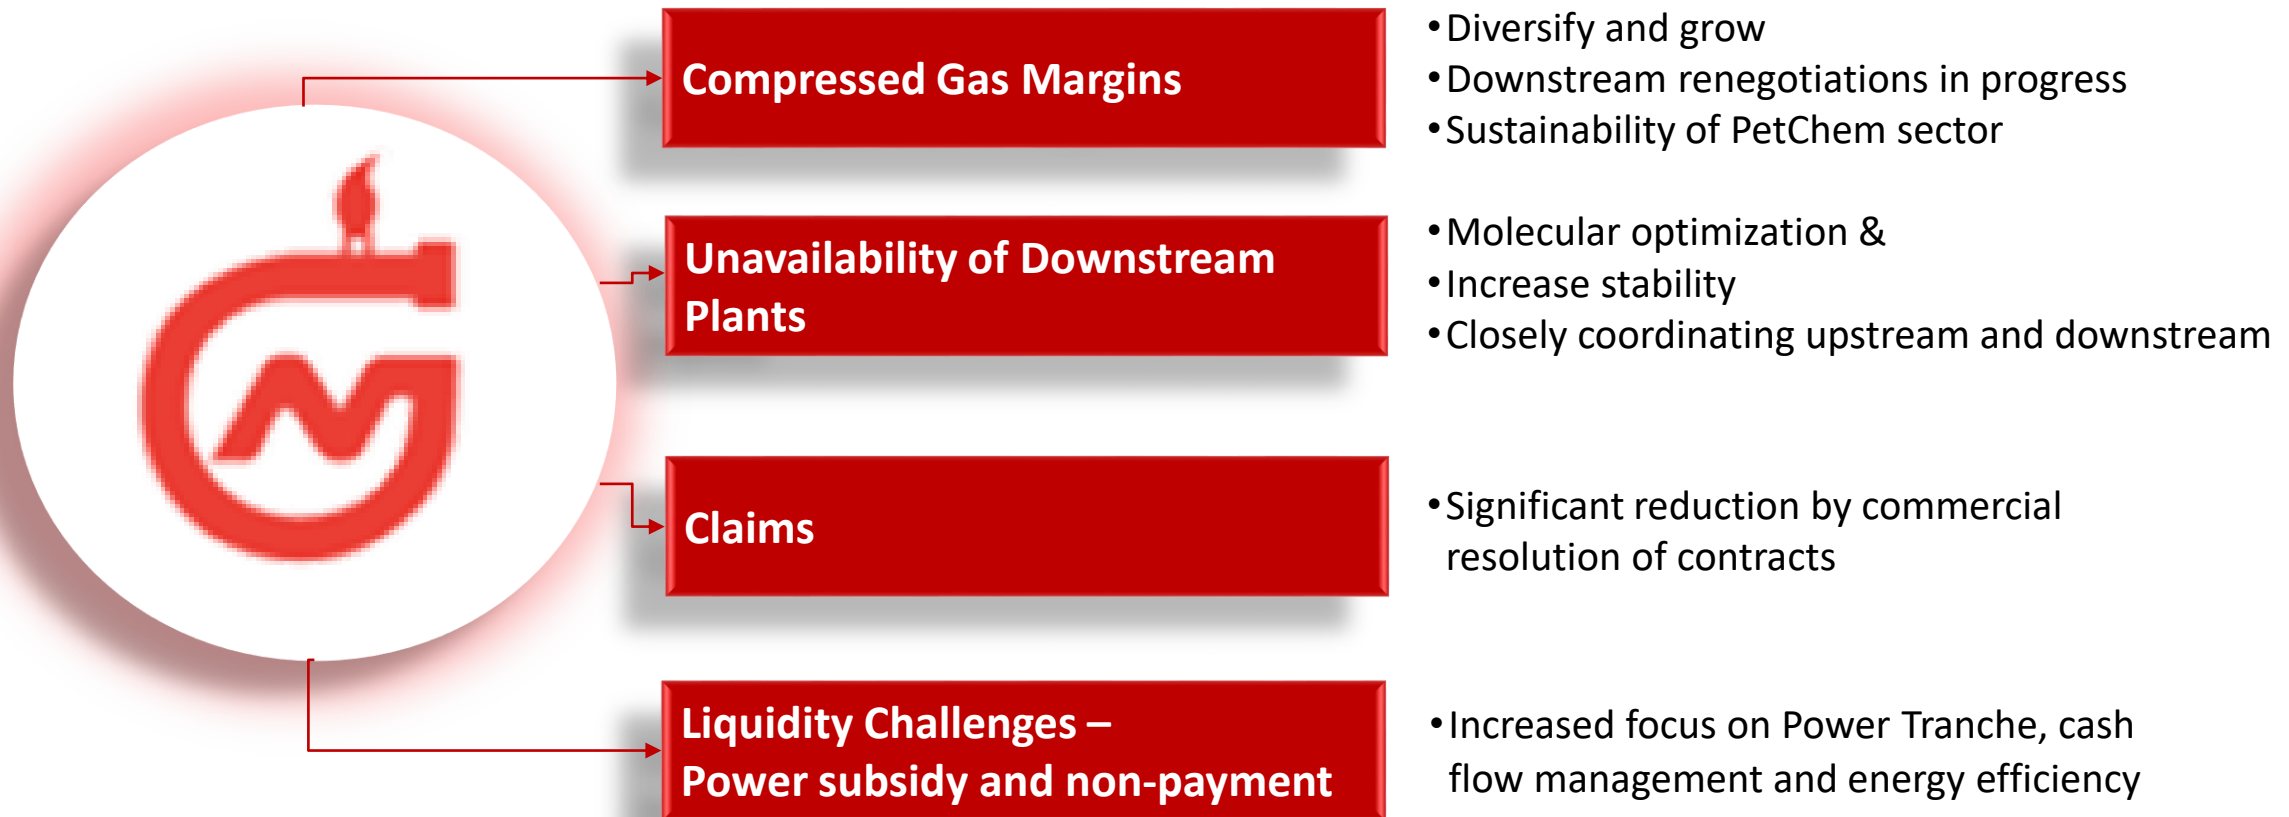 Compressed Gas Margins
•Diversify and grow
•Downstream renegotiations in progress
•Sustainability of PetChem sector
Unavailability of Downstream
Plants
•Molecular optimization &
•Increase stability
•Closely coordinating upstream and downstream
Claims
•Significant reduction by commercial
resolution of contracts
Liquidity Challenges –
Power subsidy and non-payment
•Increased focus on Power Tranche, cash
flow management and energy efficiency